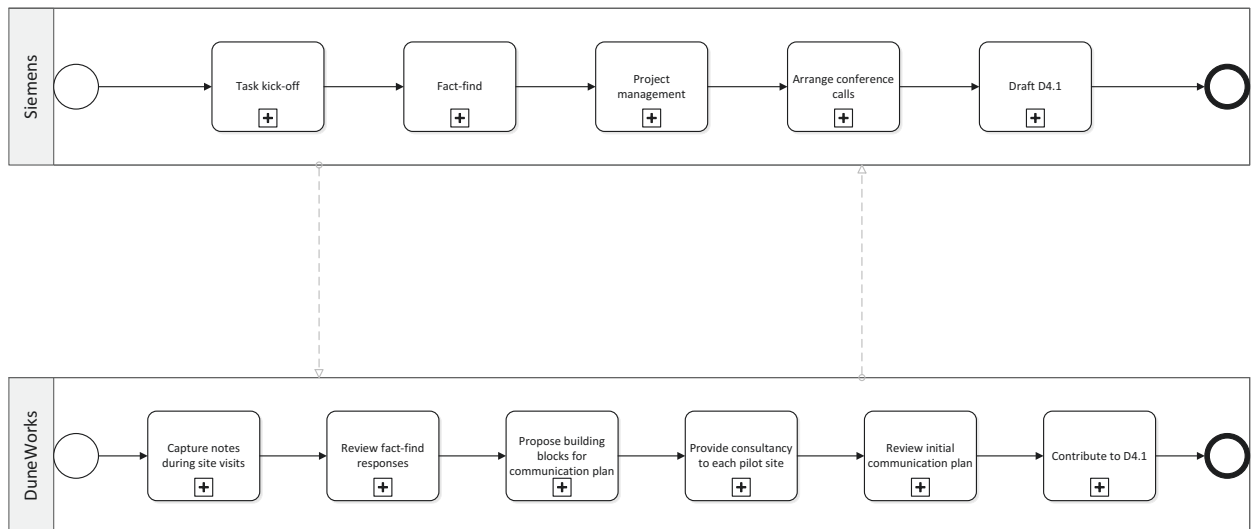 Siemens
Task kick-off
Fact-find
Project
management
Arrange conference
calls
Draft D4.1
DuneWorks
Capture notes
during site visits
Review fact-find
responses
Propose building
blocks for
communication plan
Provide consultancy
to each pilot site
Review initial
communication plan
Contribute to D4.1